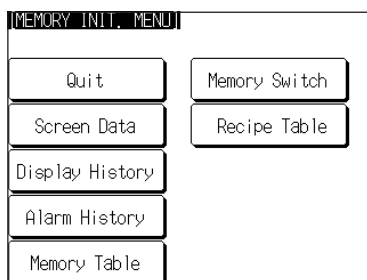 MEMORY INIT. MENU
Quit
Memory Switch
Screen Data
Recipe Table
Display History
Alarm History
Memory Table